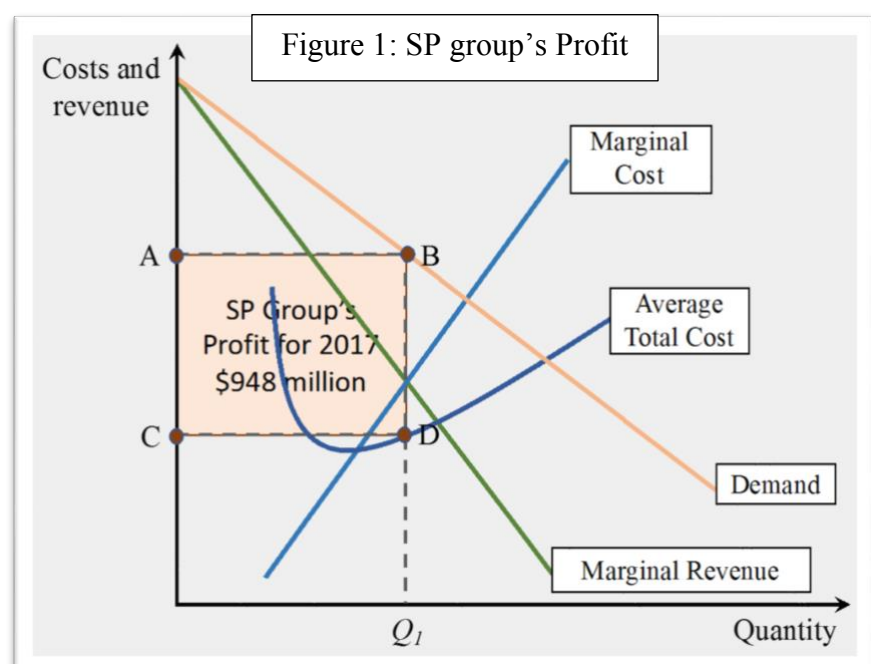 Figure 1: SP group's Profit
Costs and
revenue
Marginal
Cost
A
B
SP Group's
Profit for 2017
$948 million
Average
Total Cost
C
D
Demand
Marginal Revenue
Q1
Quantity